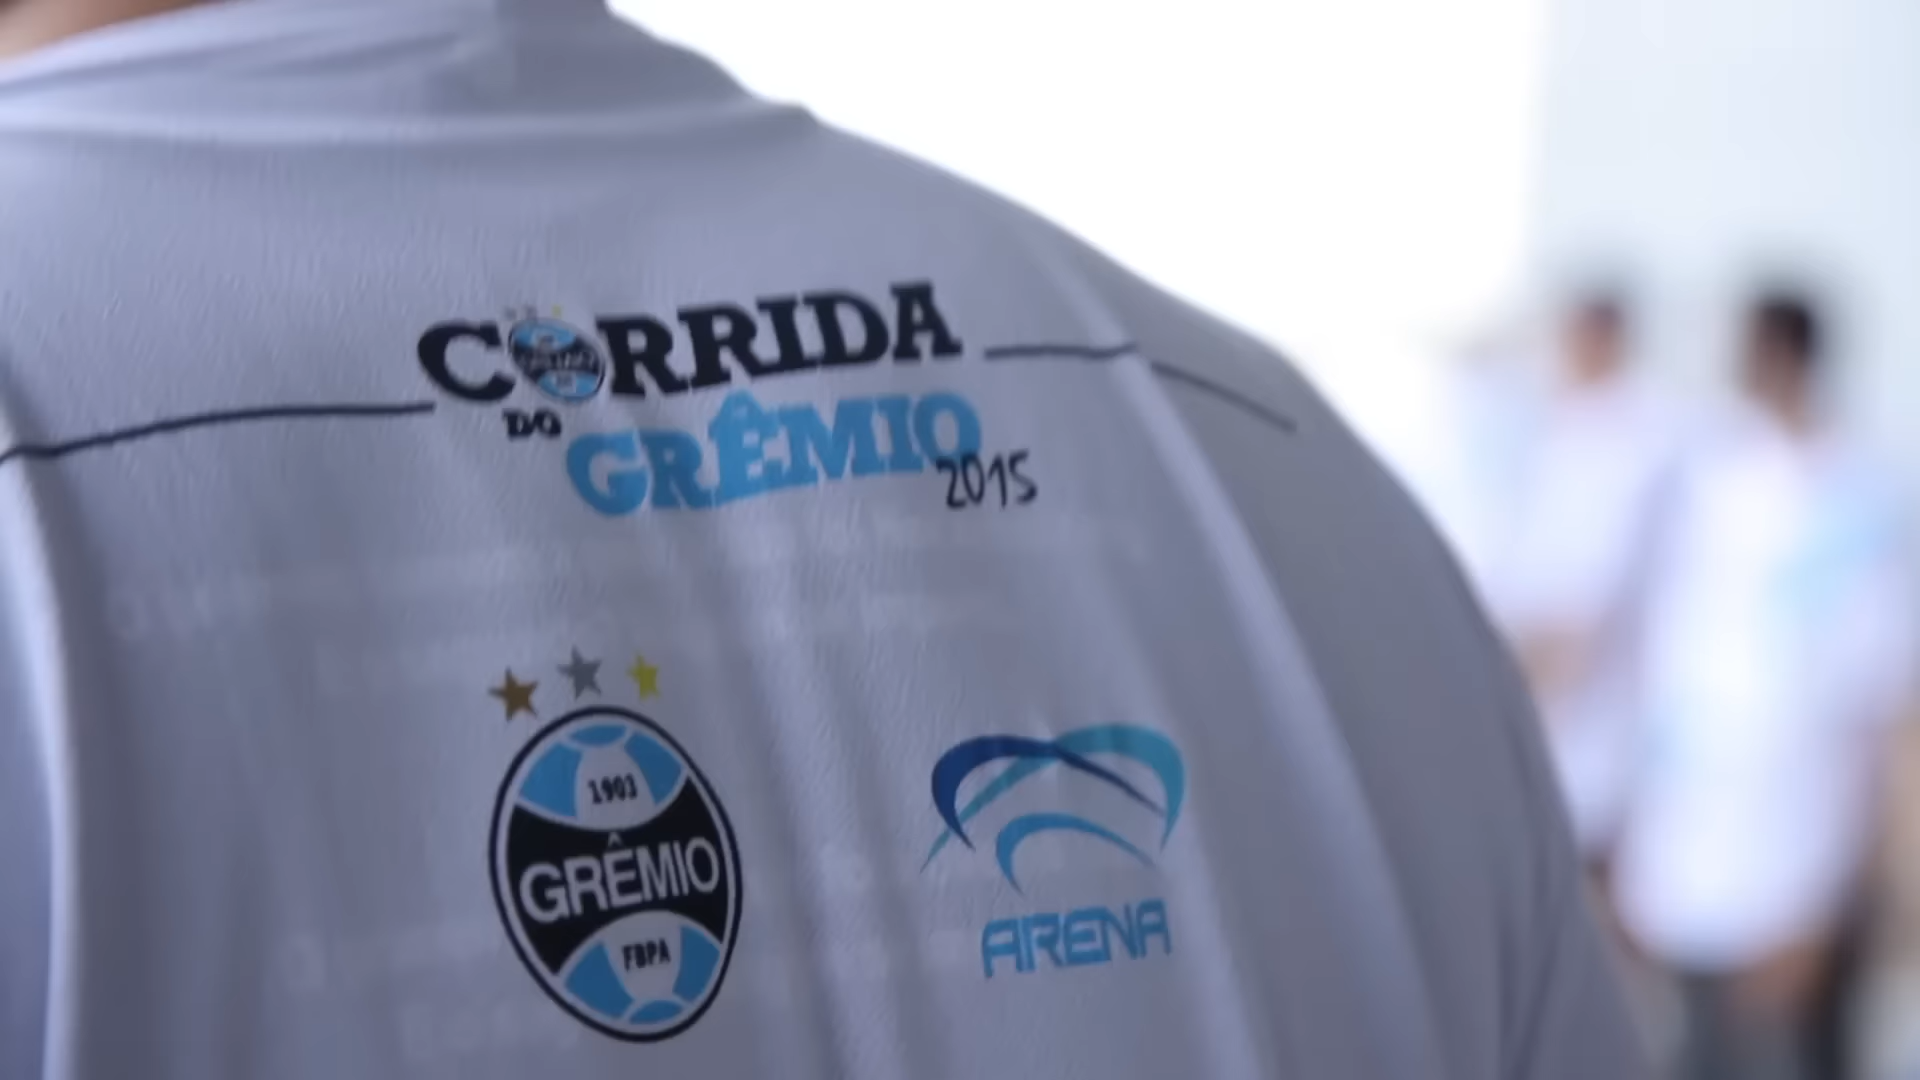 CORRIDA
DO
GRÊMIO
2015
1903
GRÊMIO
FBPA
ARENA